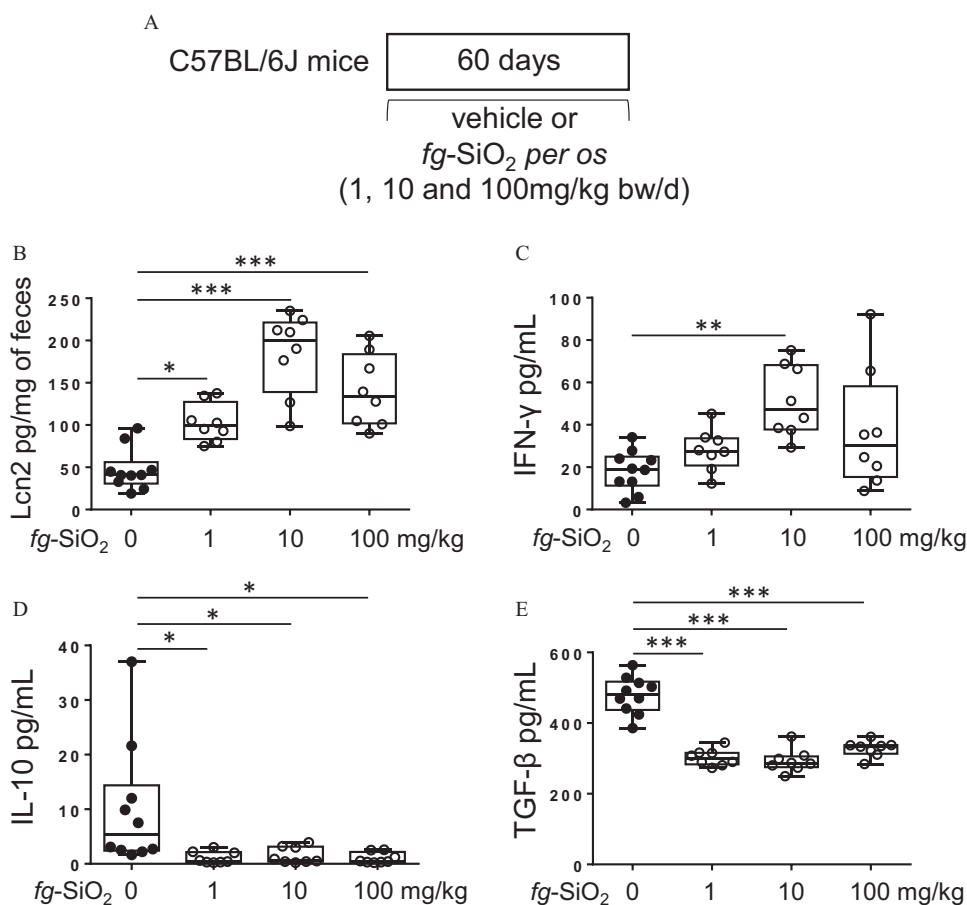 A
C57BL/6J mice
60 days
vehicle or
fg-SiO₂ per os
(1, 10 and 100mg/kg bw/d)
B
Lcn2 pg/mg of feces
250
200
150
100
50
0
*
***
***
fg-SiO₂ 0 1 10 100 mg/kg
C
IFN-γ pg/mL
100
80
60
40
20
0
**
fg-SiO₂ 0 1 10 100 mg/kg
D
IL-10 pg/mL
40
30
20
10
0
*
*
*
fg-SiO₂ 0 1 10 100 mg/kg
E
TGF-β pg/mL
600
400
300
0
***
***
***
fg-SiO₂ 0 1 10 100 mg/kg